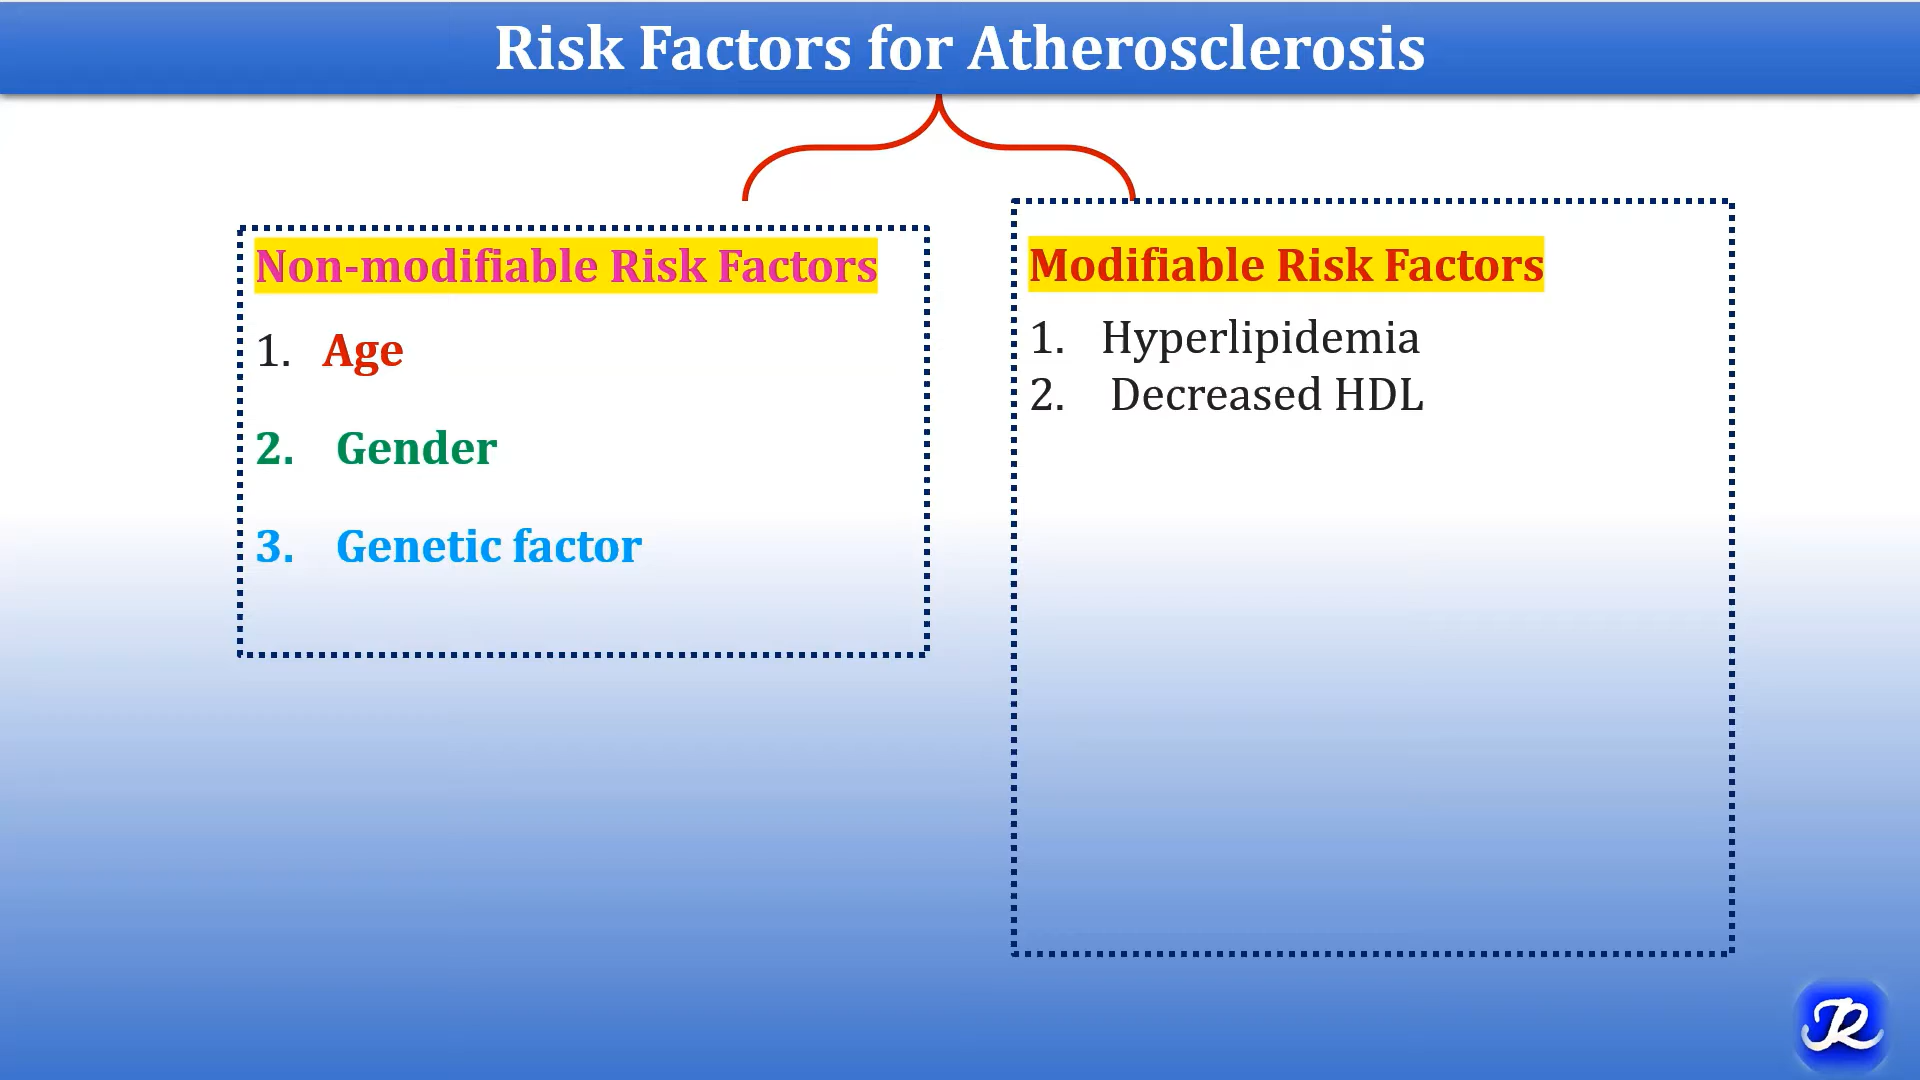 Risk Factors for Atherosclerosis
Non-modifiable Risk Factors
1. Age
2. Gender
3. Genetic factor
Modifiable Risk Factors
1. Hyperlipidemia
2. Decreased HDL